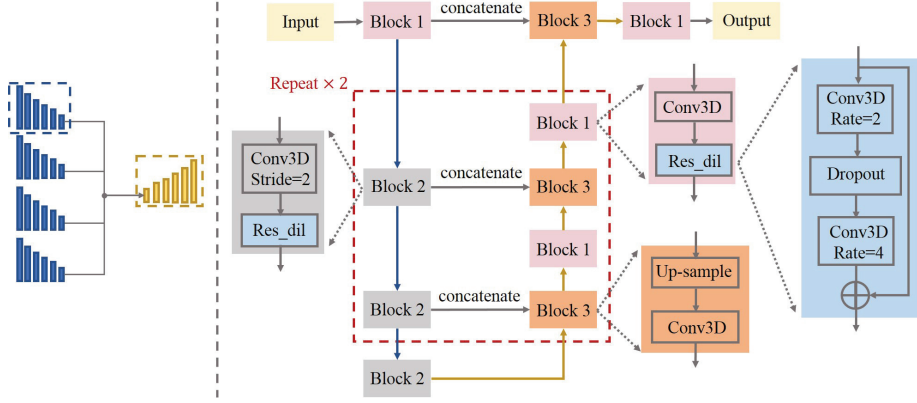 Input
Block 1
concatenate
Block 3
Block 1
Output
Repeat × 2
Block 1
Conv3D
Res_dil
Conv3D
Rate=2
Dropout
Conv3D
Rate=4
Conv3D
Stride=2
Res_dil
Block 2
concatenate
Block 3
Block 1
Block 2
concatenate
Block 3
Up-sample
Conv3D
Block 2